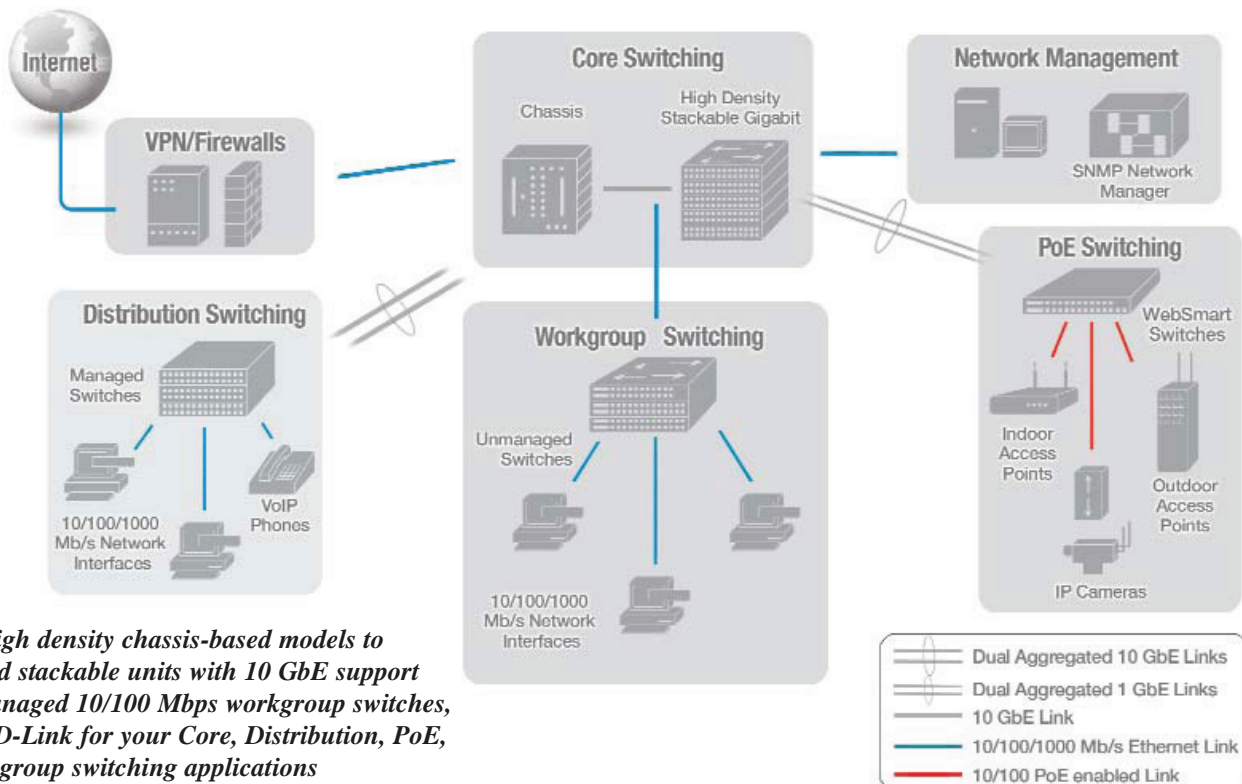 Internet
VPN/Firewalls
Core Switching
Chassis
High Density
Stackable Gigabit
Network Management
SNMP Network
Manager
PoE Switching
WebSmart
Switches
Indoor
Access
Points
Outdoor
Access
Points
IP Cameras
Distribution Switching
Managed
Switches
VoIP
Phones
10/100/1000
Mb/s Network
Interfaces
Workgroup Switching
Unmanaged
Switches
10/100/1000
Mb/s Network
Interfaces
igh density chassis-based models to
d stackable units with 10 GbE support
naged 10/100 Mbps workgroup switches,
D-Link for your Core, Distribution, PoE,
group switching applications
Dual Aggregated 10 GbE Links
Dual Aggregated 1 GbE Links
10 GbE Link
10/100/1000 Mb/s Ethernet Link
10/100 PoE enabled Link